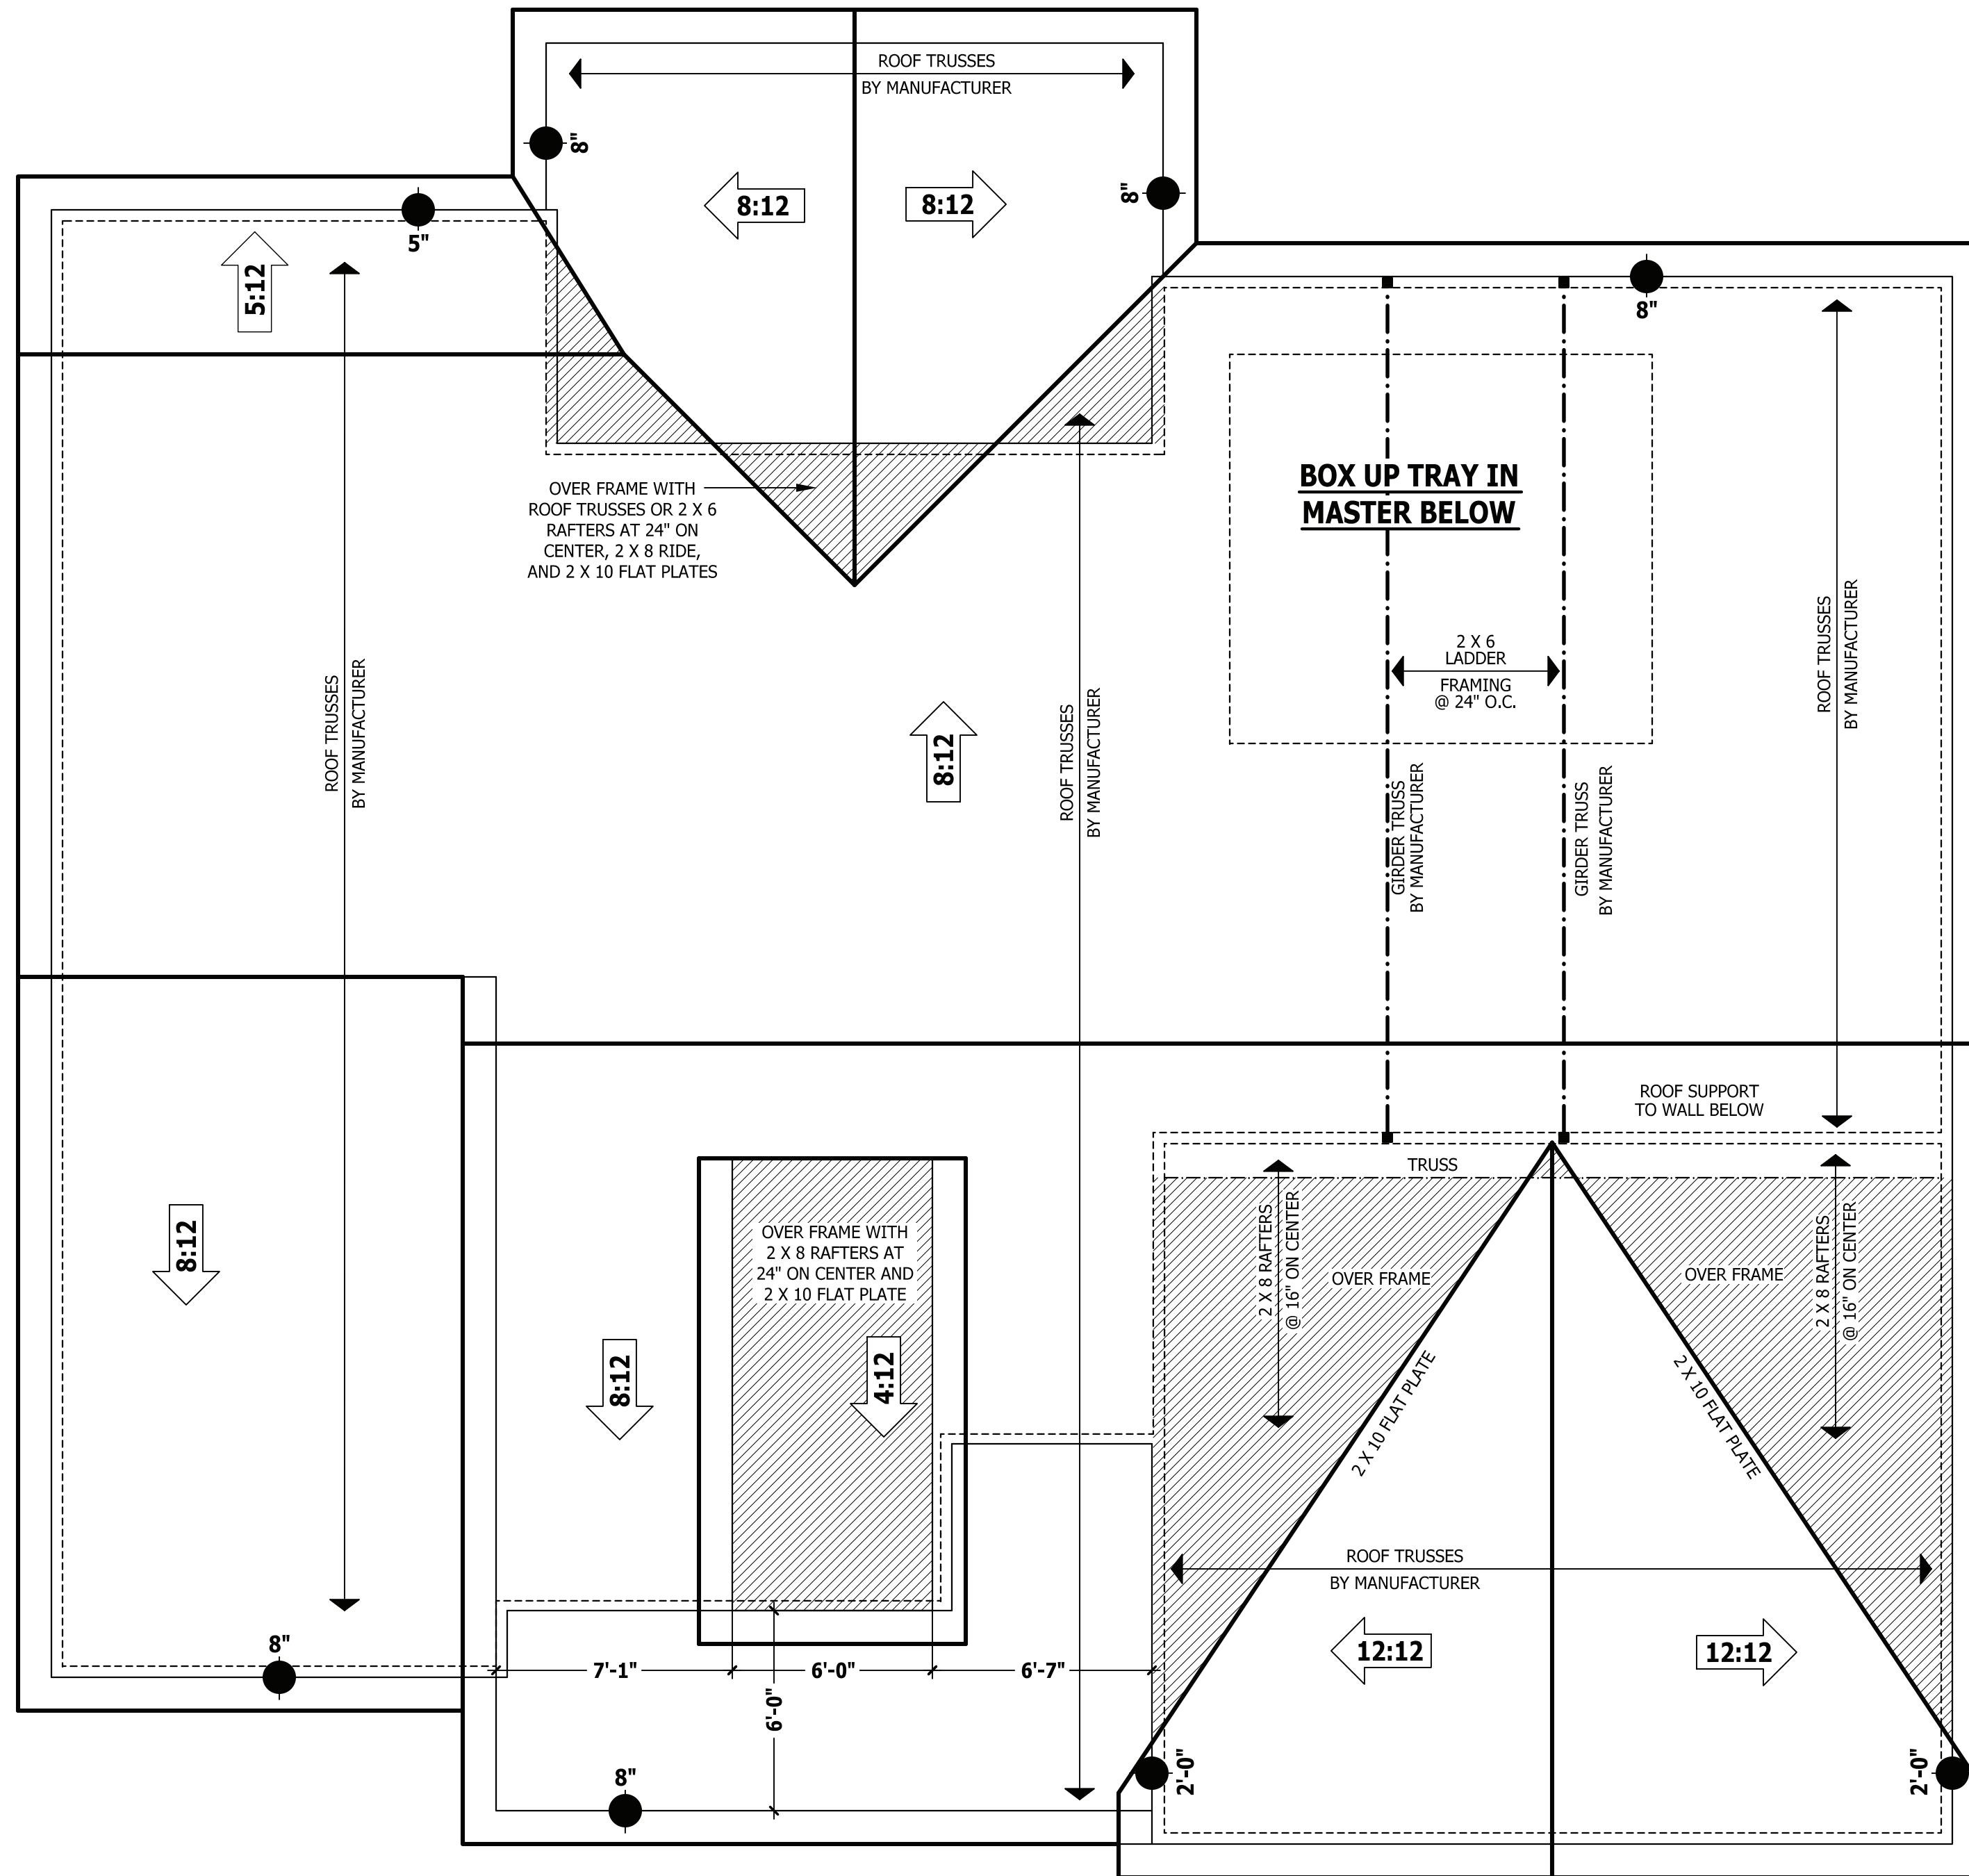 ROOF TRUSSES
BY MANUFACTURER
8"
8"
8:12
8:12
5"
5:12
8"
BOX UP TRAY IN
MASTER BELOW
OVER FRAME WITH
ROOF TRUSSES OR 2 X 6
RAFTERS AT 24" ON
CENTER, 2 X 8 RIDE,
AND 2 X 10 FLAT PLATES
2 X 6
LADDER
FRAMING
@ 24" O.C.
ROOF TRUSSES
BY MANUFACTURER
ROOF TRUSSES
BY MANUFACTURER
8:12
ROOF TRUSSES
BY MANUFACTURER
GIRDER TRUSS
BY MANUFACTURER
GIRDER TRUSS
BY MANUFACTURER
ROOF SUPPORT
TO WALL BELOW
TRUSS
8:12
OVER FRAME WITH
2 X 8 RAFTERS AT
24" ON CENTER AND
2 X 10 FLAT PLATE
8:12
4:12
2 X 8 RAFTERS
@ 16" ON CENTER
OVER FRAME
OVER FRAME
2 X 8 RAFTERS
@ 16" ON CENTER
2 X 10 FLAT PLATE
2 X 10 FLAT PLATE
ROOF TRUSSES
BY MANUFACTURER
8"
7'-1"
6'-0"
6'-7"
6'-0"
12:12
12:12
8"
2'-0"
2'-0"